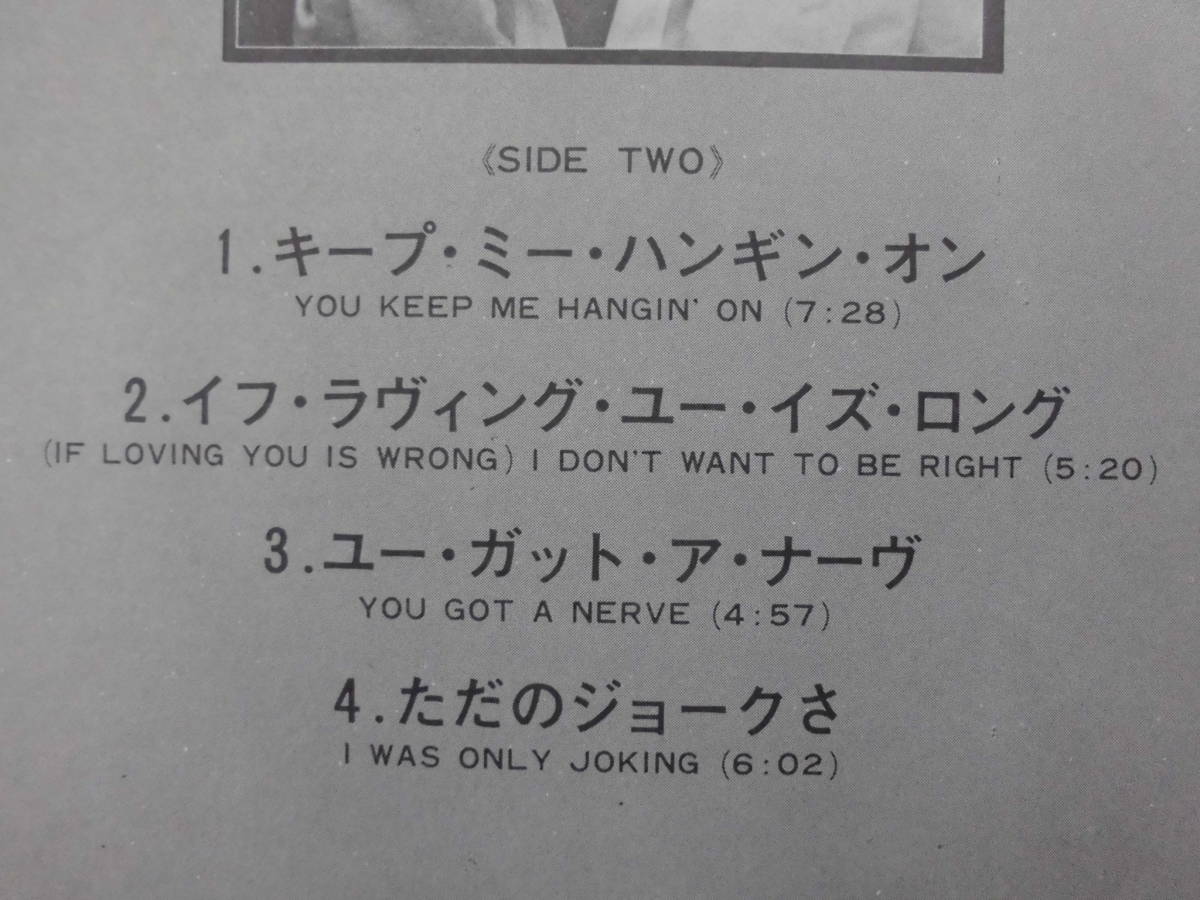 《SIDE TWO》
1.キープ・ミー・ハンギン・オン
YOU KEEP ME HANGIN' ON (7:28)
2.イフ・ラヴィング・ユー・イズ・ロング
(IF LOVING YOU IS WRONG) I DON'T WANT TO BE RIGHT (5:20)
3.ユー・ガット・ア・ナーヴ
YOU GOT A NERVE (4:57)
4.ただのジョークさ
I WAS ONLY JOKING (6:02)